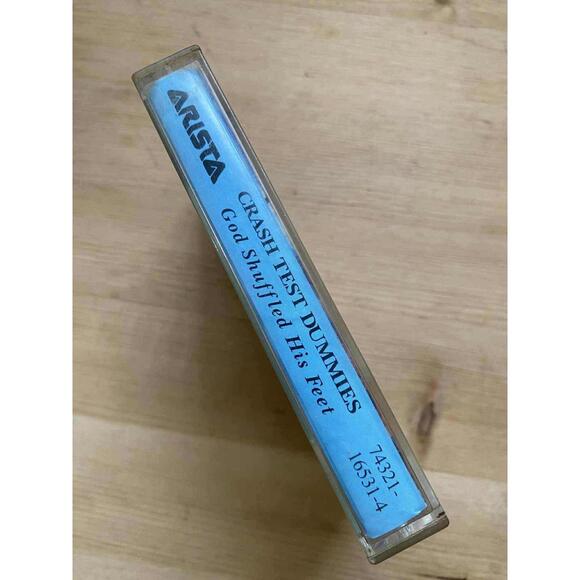 ARISTA
CRASH TEST DUMMIES
God Shuffled His Feet
74321-
16531-4